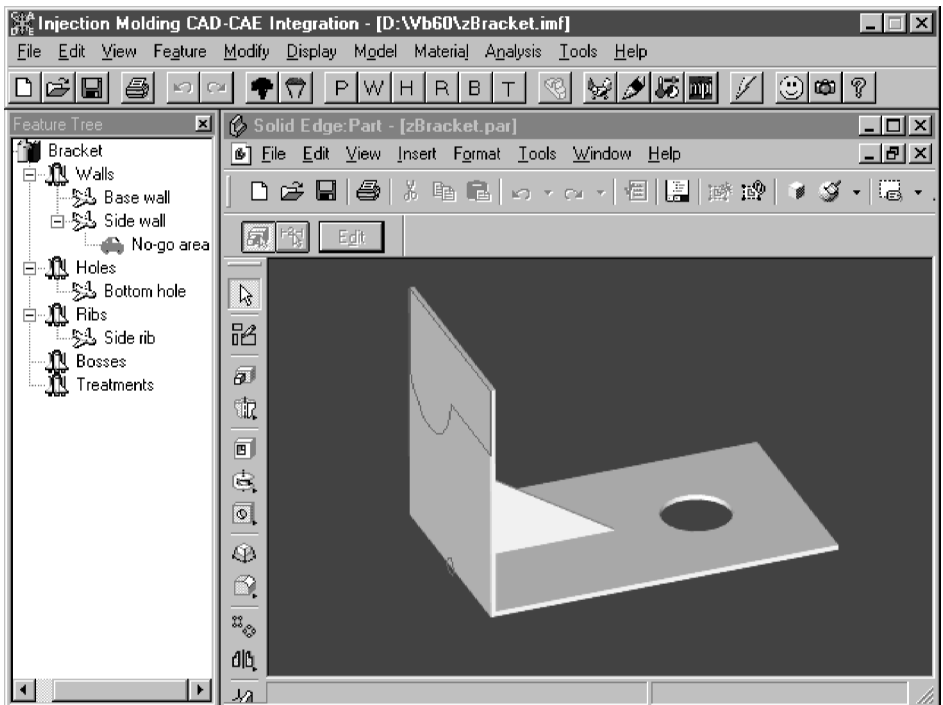 Injection Molding CAD-CAE Integration - [D:\Vb60\zBracket.imf]
File Edit View Feature Modify Display Model Material Analysis Tools Help
P W H R B T
Feature Tree
Bracket
Walls
Base wall
Side wall
No-go area
Holes
Bottom hole
Ribs
Side rib
Bosses
Treatments
Solid Edge:Part - [zBracket.par]
File Edit View Insert Format Tools Window Help
Edit